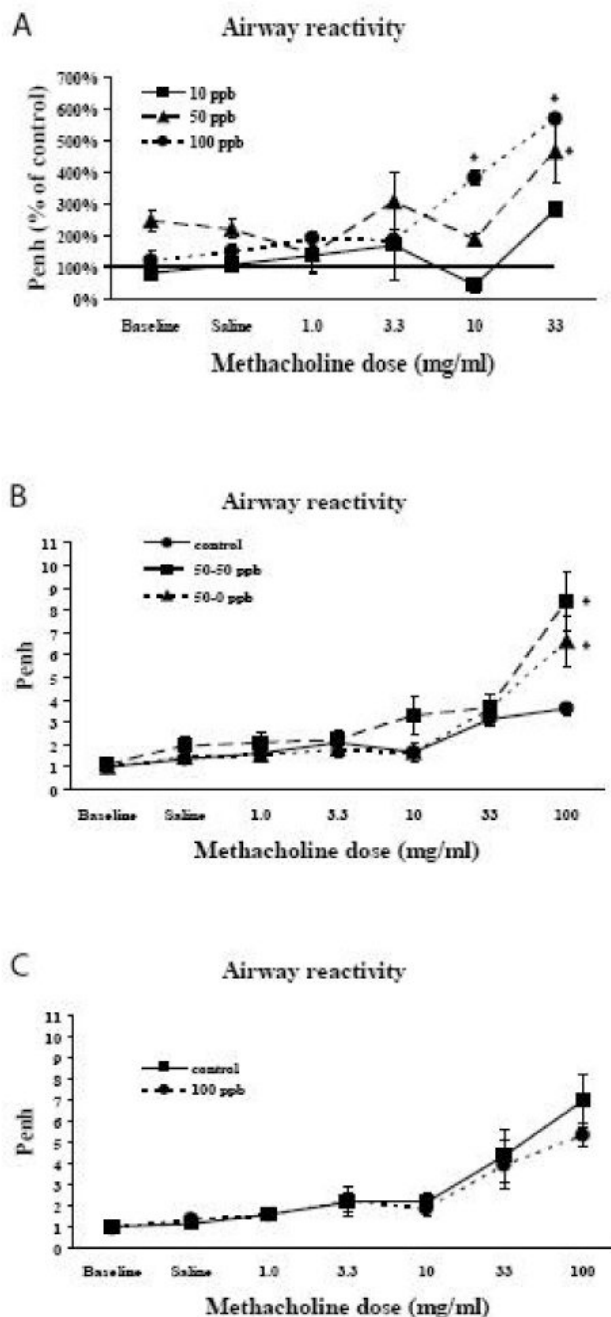 A
Airway reactivity
Penh (% of control)
700%
600%
500%
400%
300%
200%
100%
0%
10 ppb
50 ppb
100 ppb
+
+
+
Baseline Saline 1.0 3.3 10 33
Methacholine dose (mg/ml)
B
Airway reactivity
Penh
11
10
9
8
7
6
5
4
3
2
1
0
control
50-50 ppb
50-0 ppb
+
+
Baseline Saline 1.0 3.3 10 33 100
Methacholine dose (mg/ml)
C
Airway reactivity
Penh
11
10
9
8
7
6
5
4
3
2
1
0
control
100 ppb
Baseline Saline 1.0 3.3 10 33 100
Methacholine dose (mg/ml)